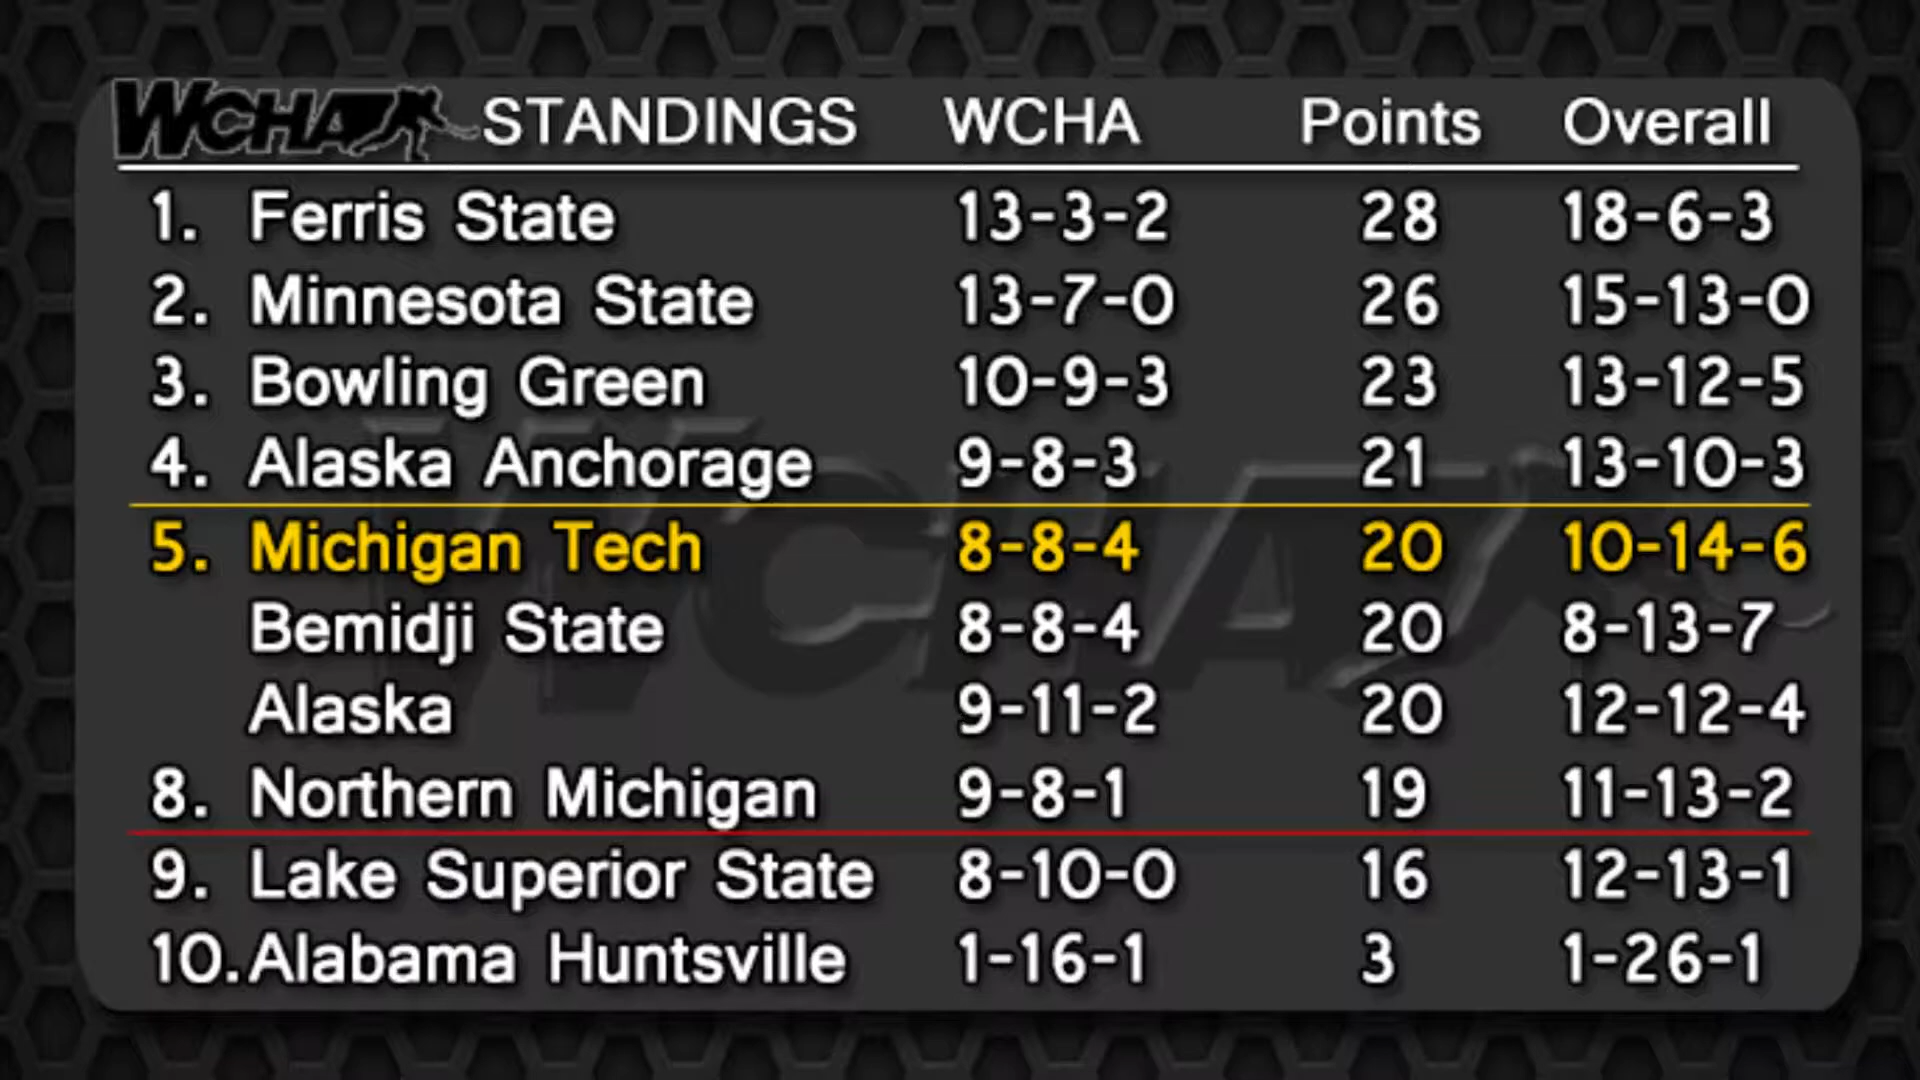 WCHA STANDINGS WCHA Points Overall
1. Ferris State 13-3-2 28 18-6-3
2. Minnesota State 13-7-0 26 15-13-0
3. Bowling Green 10-9-3 23 13-12-5
4. Alaska Anchorage 9-8-3 21 13-10-3
5. Michigan Tech 8-8-4 20 10-14-6
Bemidji State 8-8-4 20 8-13-7
Alaska 9-11-2 20 12-12-4
8. Northern Michigan 9-8-1 19 11-13-2
9. Lake Superior State 8-10-0 16 12-13-1
10. Alabama Huntsville 1-16-1 3 1-26-1
WCHA